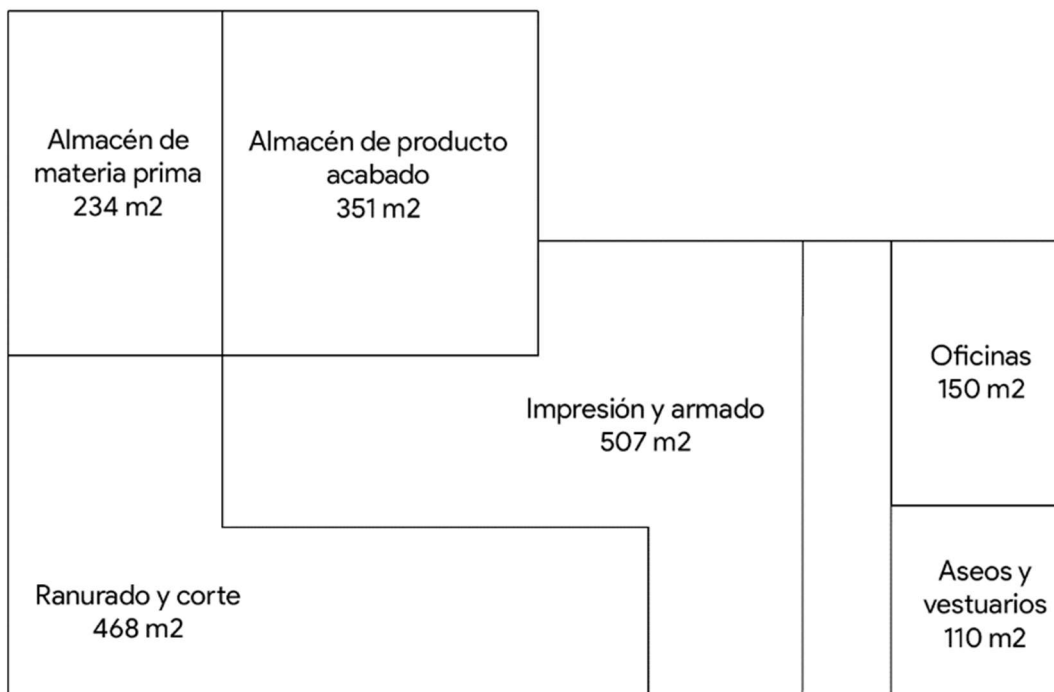 Almacén de
materia prima
234 m2
Almacén de producto
acabado
351 m2
Impresión y armado
507 m2
Oficinas
150 m2
Ranurado y corte
468 m2
Aseos y
vestuarios
110 m2